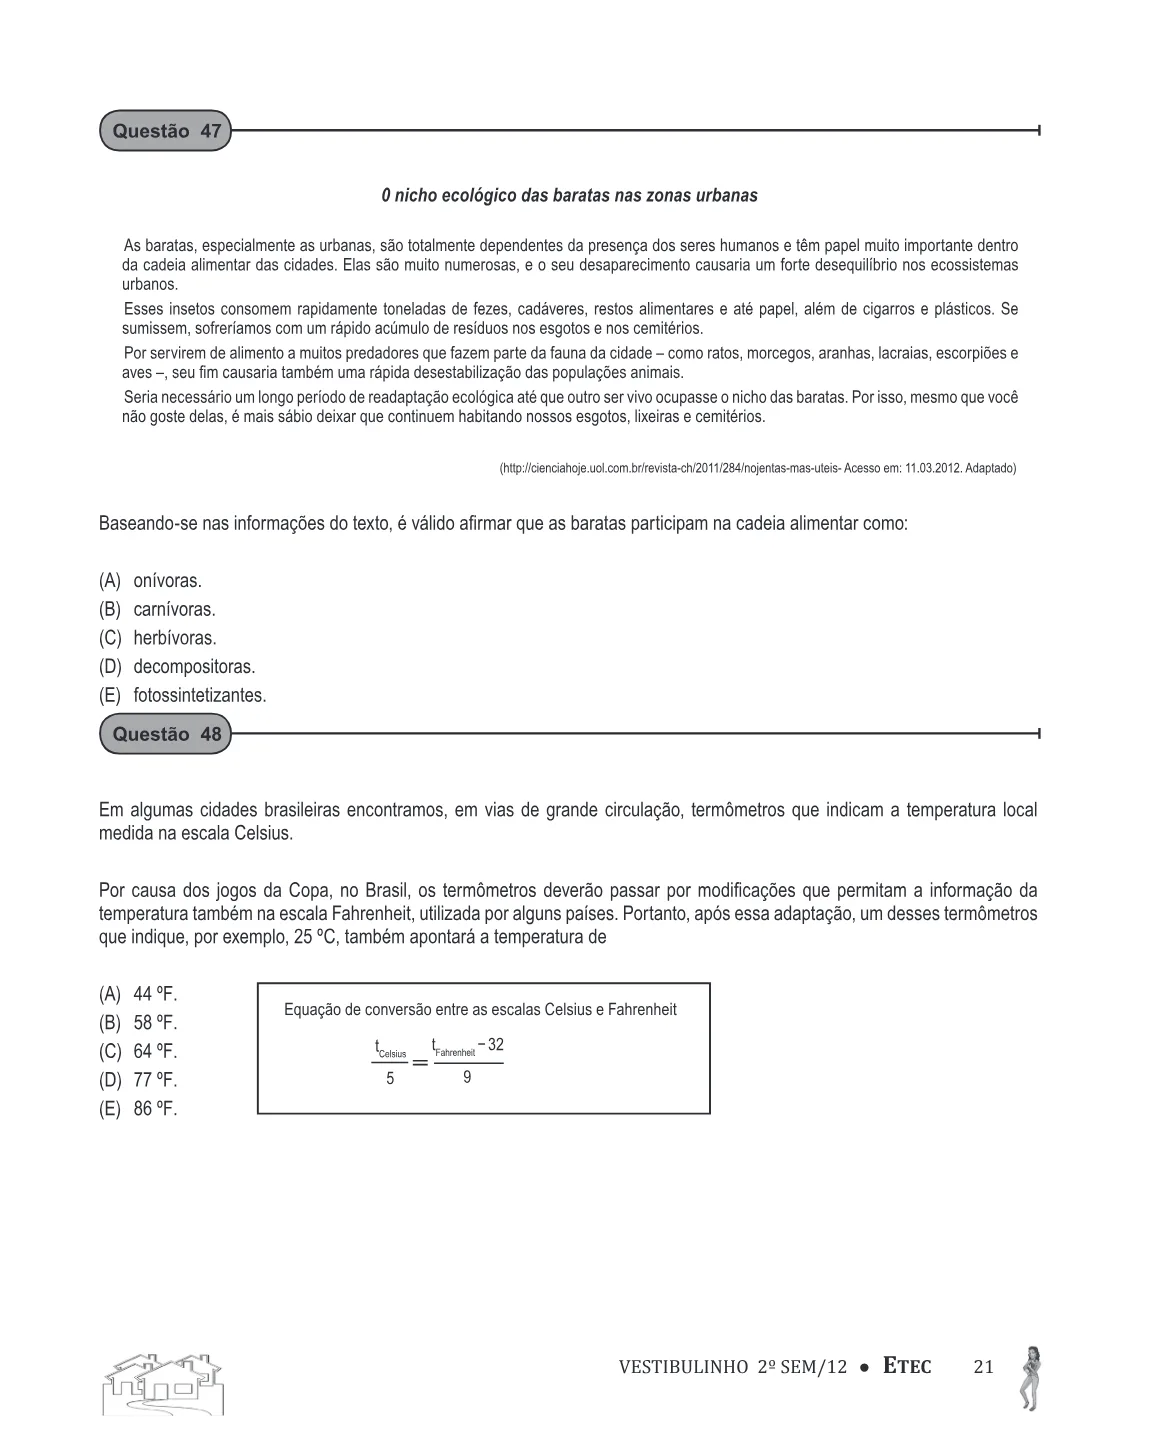 Questão 47
0 nicho ecológico das baratas nas zonas urbanas
As baratas, especialmente as urbanas, são totalmente dependentes da presença dos seres humanos e têm papel muito importante dentro
da cadeia alimentar das cidades. Elas são muito numerosas, e o seu desaparecimento causaria um forte desequilíbrio nos ecossistemas
urbanos.
Esses insetos consomem rapidamente toneladas de fezes, cadáveres, restos alimentares e até papel, além de cigarros e plásticos. Se
sumissem, sofreríamos com um rápido acúmulo de resíduos nos esgotos e nos cemitérios.
Por servirem de alimento a muitos predadores que fazem parte da fauna da cidade – como ratos, morcegos, aranhas, lacraias, escorpiões e
aves –, seu fim causaria também uma rápida desestabilização das populações animais.
Seria necessário um longo período de readaptação ecológica até que outro ser vivo ocupasse o nicho das baratas. Por isso, mesmo que você
não goste delas, é mais sábio deixar que continuem habitando nossos esgotos, lixeiras e cemitérios.
(http://cienciahoje.uol.com.br/revista-ch/2011/284/nojentas-mas-uteis- Acesso em: 11.03.2012. Adaptado)
Baseando-se nas informações do texto, é válido afirmar que as baratas participam na cadeia alimentar como:
(A) onívoras.
(B) carnívoras.
(C) herbívoras.
(D) decompositoras.
(E) fotossintetizantes.
Questão 48
Em algumas cidades brasileiras encontramos, em vias de grande circulação, termômetros que indicam a temperatura local
medida na escala Celsius.
Por causa dos jogos da Copa, no Brasil, os termômetros deverão passar por modificações que permitam a informação da
temperatura também na escala Fahrenheit, utilizada por alguns países. Portanto, após essa adaptação, um desses termômetros
que indique, por exemplo, 25 ºC, também apontará a temperatura de
(A) 44 ºF.
(B) 58 ºF.
(C) 64 ºF.
(D) 77 ºF.
(E) 86 ºF.
Equação de conversão entre as escalas Celsius e Fahrenheit
tCelsius / 5 = tFahrenheit – 32 / 9
VESTIBULINHO 2º SEM/12 • ETEC 21